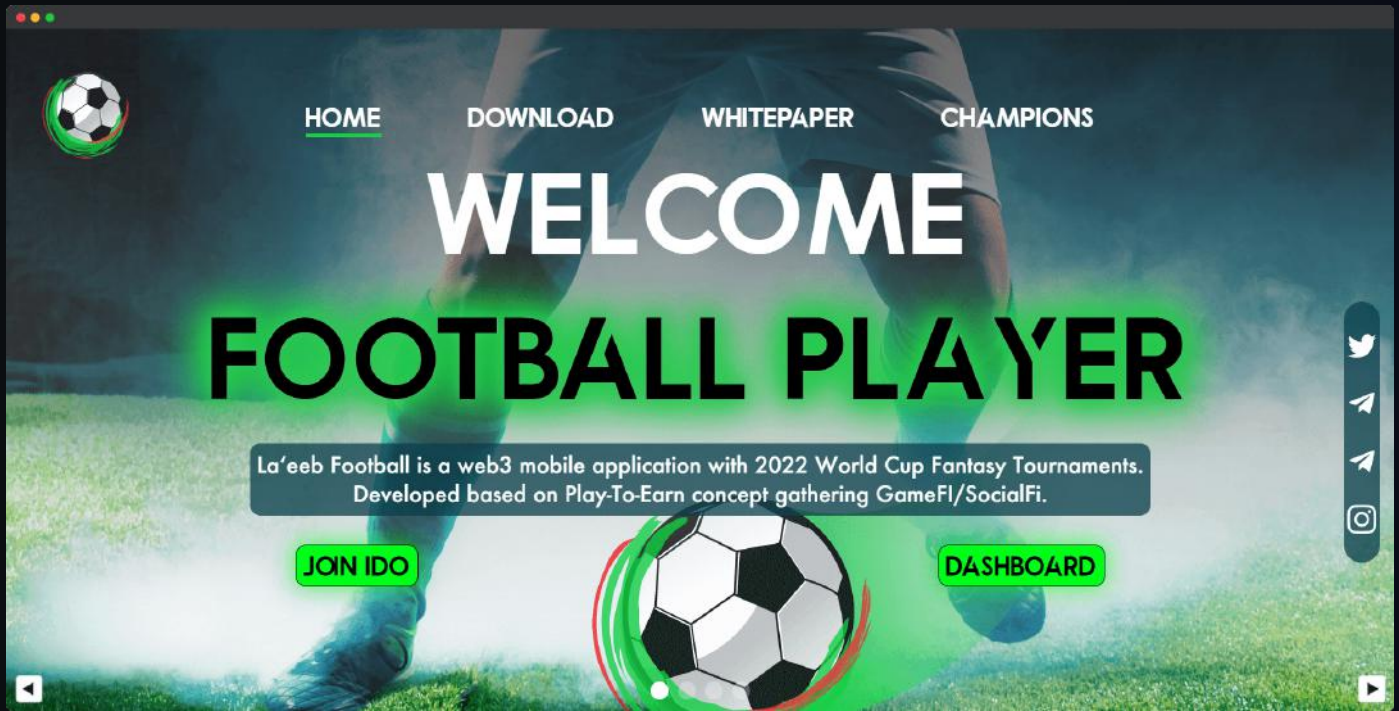 HOME DOWNLOAD WHITEPAPER CHAMPIONS
WELCOME
FOOTBALL PLAYER
La'eeb Football is a web3 mobile application with 2022 World Cup Fantasy Tournaments.
Developed based on Play-To-Earn concept gathering GameFI/SocialFi.
JOIN IDO
DASHBOARD